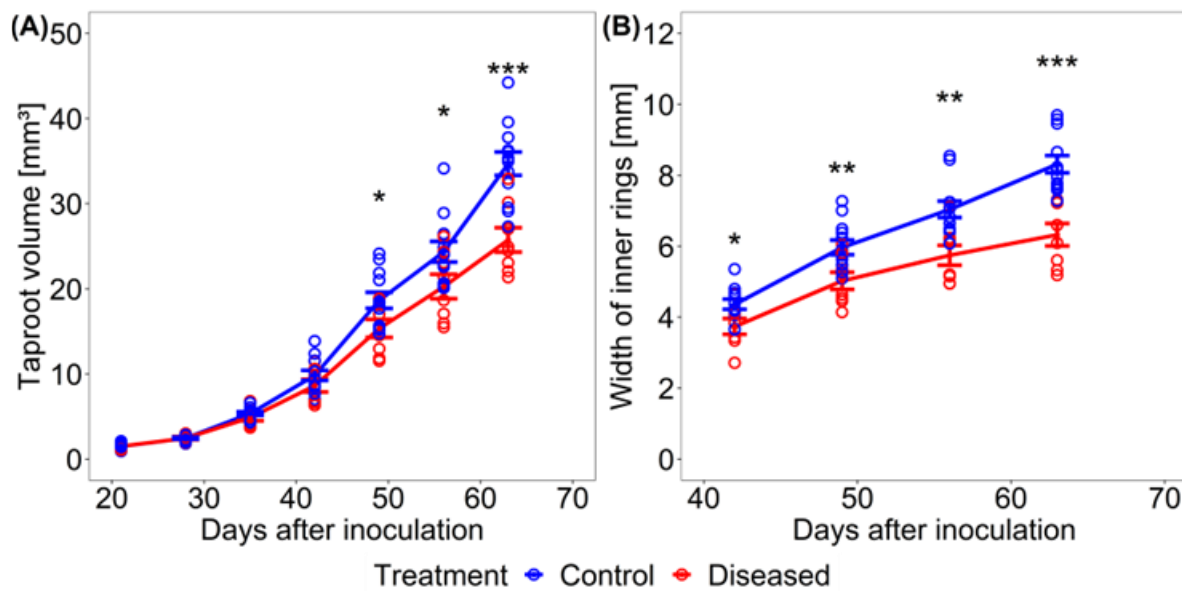 (A)
Taproot volume [mm³]
50
40
30
20
10
0
*
*
***
20 30 40 50 60 70
Days after inoculation
(B)
Width of inner rings [mm]
12
10
8
6
4
2
0
*
**
**
***
40 50 60 70
Days after inoculation
Treatment Control Diseased